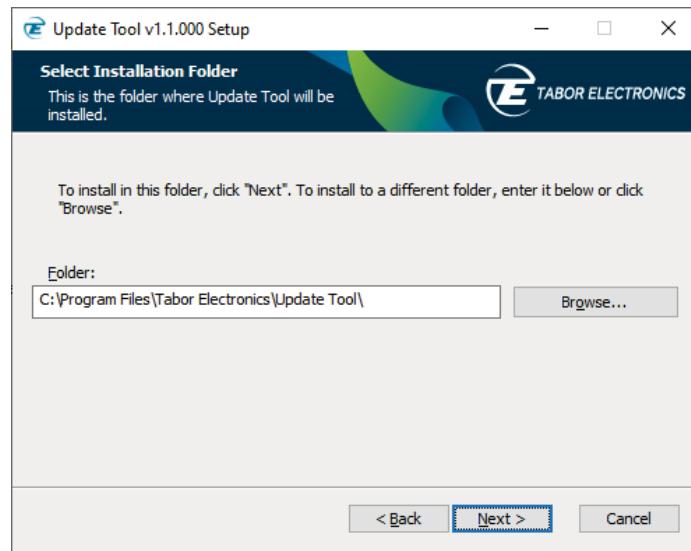 Update Tool v1.1.000 Setup
Select Installation Folder
This is the folder where Update Tool will be
installed.
TE TABOR ELECTRONICS
To install in this folder, click "Next". To install to a different folder, enter it below or click
"Browse".
Folder:
C:\Program Files\Tabor Electronics\Update Tool\
Browse...
< Back
Next >
Cancel